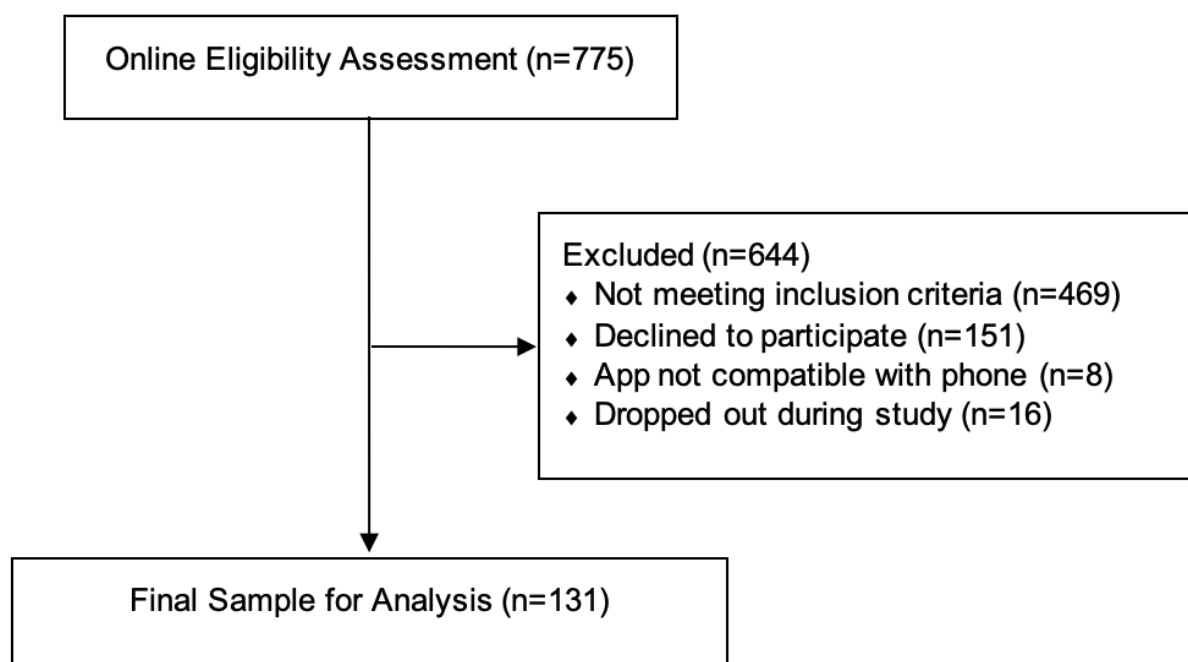 Online Eligibility Assessment (n=775)
Excluded (n=644)
♦ Not meeting inclusion criteria (n=469)
♦ Declined to participate (n=151)
♦ App not compatible with phone (n=8)
♦ Dropped out during study (n=16)
Final Sample for Analysis (n=131)